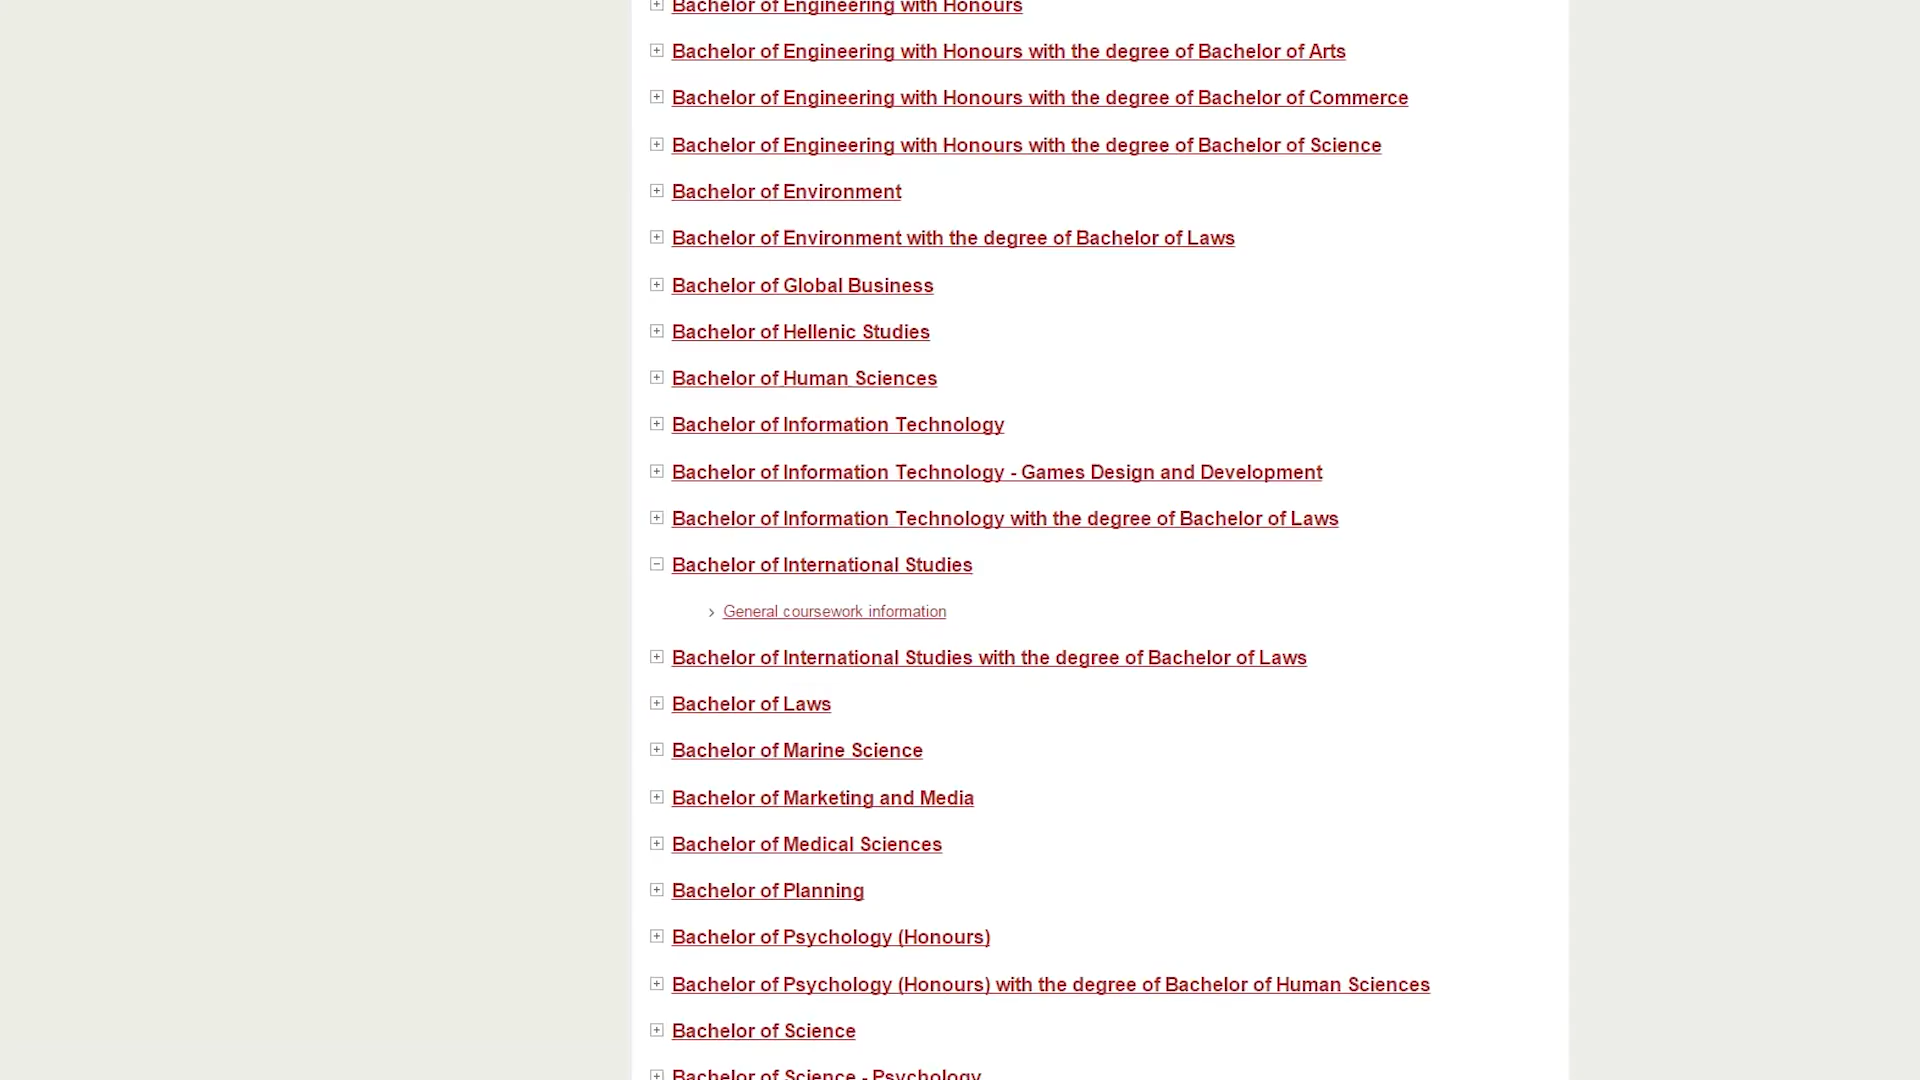 Bachelor of Engineering with Honours
Bachelor of Engineering with Honours with the degree of Bachelor of Arts
Bachelor of Engineering with Honours with the degree of Bachelor of Commerce
Bachelor of Engineering with Honours with the degree of Bachelor of Science
Bachelor of Environment
Bachelor of Environment with the degree of Bachelor of Laws
Bachelor of Global Business
Bachelor of Hellenic Studies
Bachelor of Human Sciences
Bachelor of Information Technology
Bachelor of Information Technology - Games Design and Development
Bachelor of Information Technology with the degree of Bachelor of Laws
Bachelor of International Studies
General coursework information
Bachelor of International Studies with the degree of Bachelor of Laws
Bachelor of Laws
Bachelor of Marine Science
Bachelor of Marketing and Media
Bachelor of Medical Sciences
Bachelor of Planning
Bachelor of Psychology (Honours)
Bachelor of Psychology (Honours) with the degree of Bachelor of Human Sciences
Bachelor of Science
Bachelor of Science - Psychology